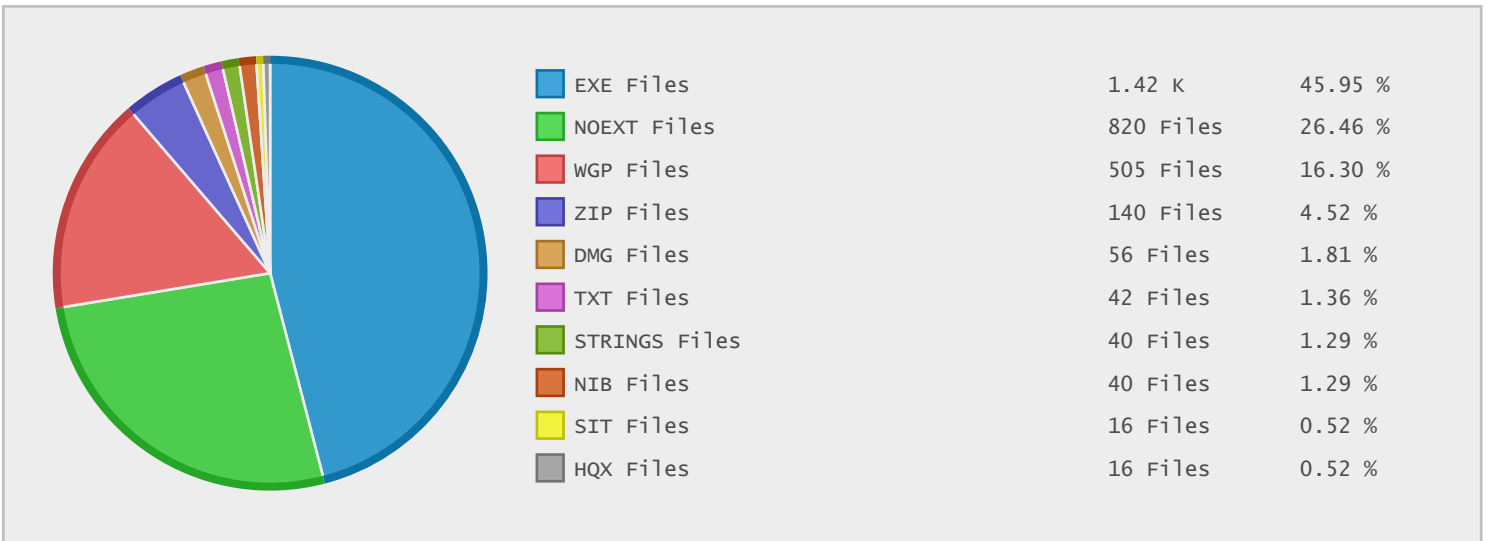 EXE Files 1.42 K 45.95 %
NOEXT Files 820 Files 26.46 %
WGP Files 505 Files 16.30 %
ZIP Files 140 Files 4.52 %
DMG Files 56 Files 1.81 %
TXT Files 42 Files 1.36 %
STRINGS Files 40 Files 1.29 %
NIB Files 40 Files 1.29 %
SIT Files 16 Files 0.52 %
HQX Files 16 Files 0.52 %